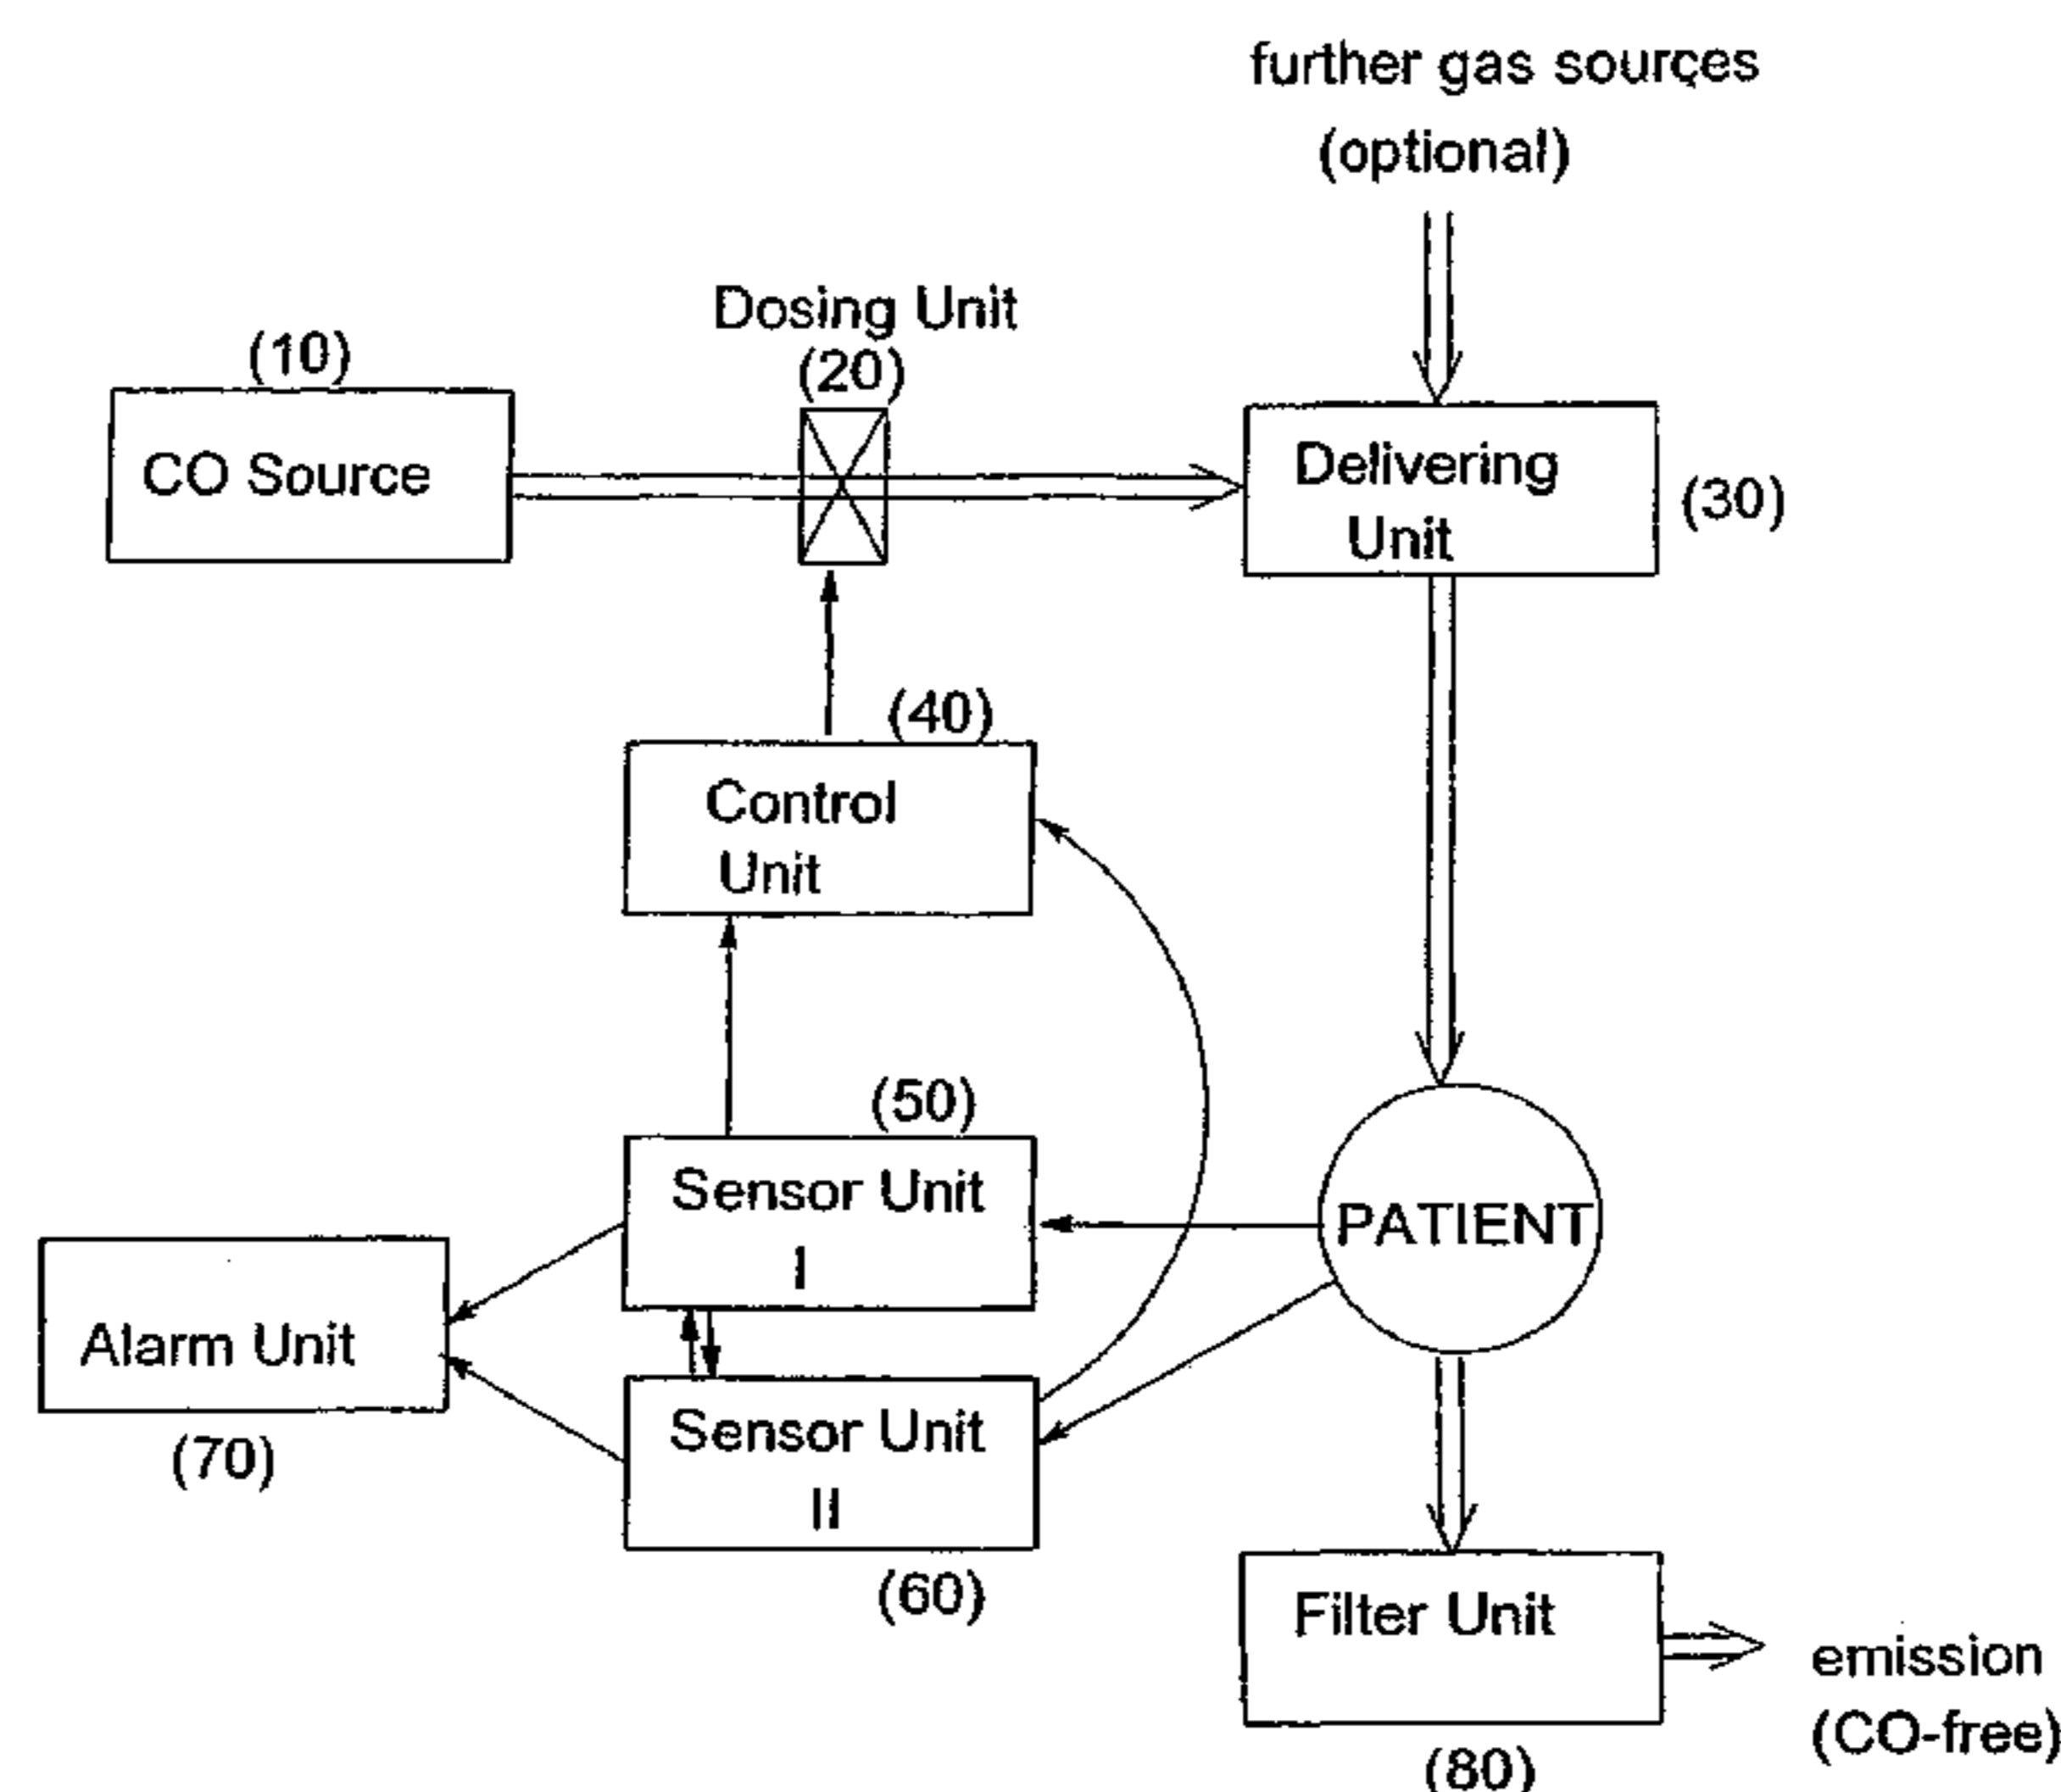 further gas sources
(optional)
Dosing Unit
(20)
(10)
CO Source
Delivering
Unit
(30)
(40)
Control
Unit
(50)
Sensor Unit
I
PATIENT
Alarm Unit
(70)
Sensor Unit
II
(60)
Filter Unit
(80)
emission
(CO-free)